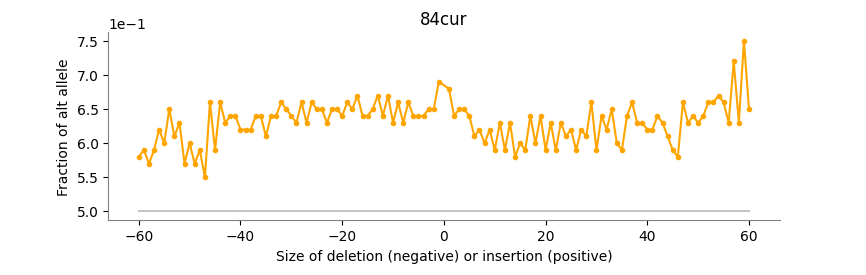 84cur
1e−1
7.5
7.0
6.5
6.0
5.5
5.0
Fraction of alt allele
−60 −40 −20 0 20 40 60
Size of deletion (negative) or insertion (positive)